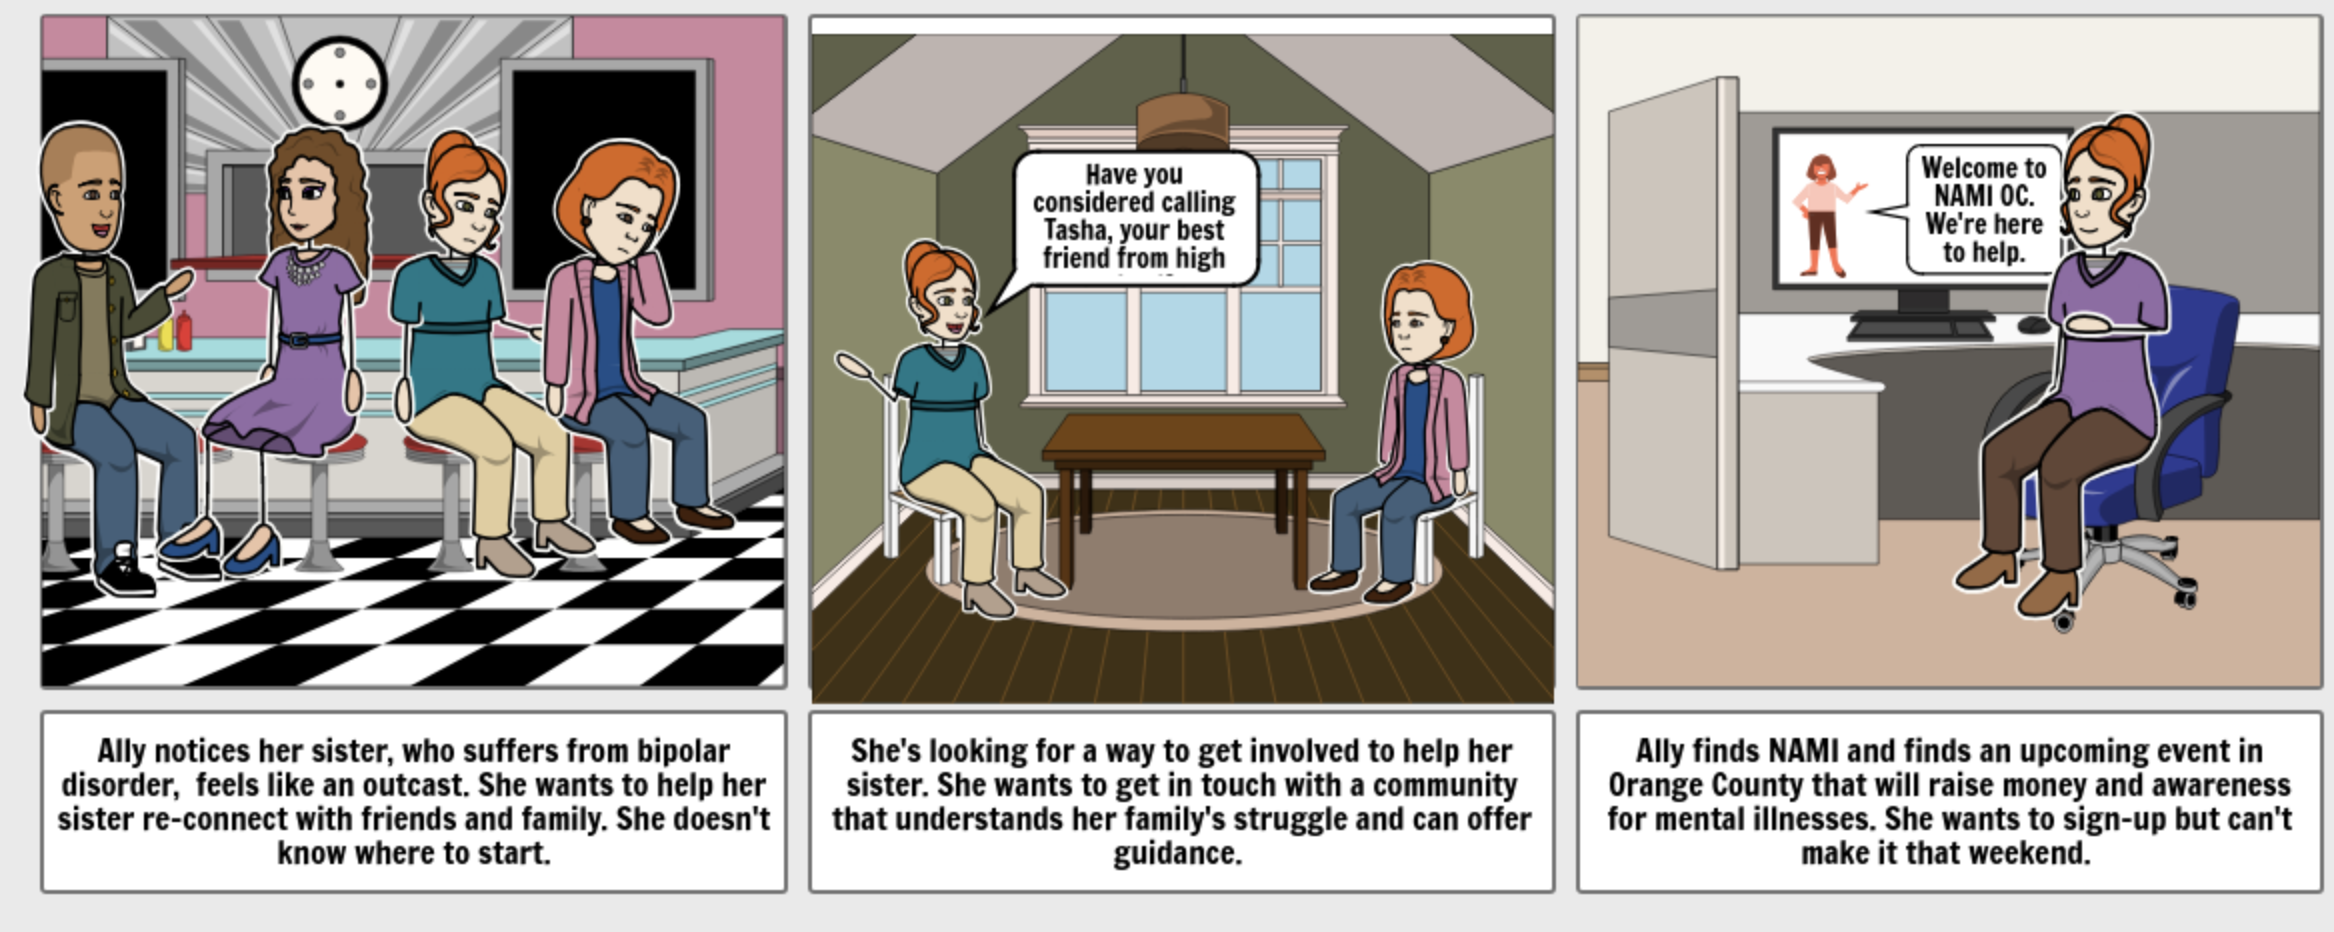 Have you
considered calling
Tasha, your best
friend from high
Welcome to
NAMI OC.
We're here
to help.
Ally notices her sister, who suffers from bipolar
disorder, feels like an outcast. She wants to help her
sister re-connect with friends and family. She doesn't
know where to start.
She's looking for a way to get involved to help her
sister. She wants to get in touch with a community
that understands her family's struggle and can offer
guidance.
Ally finds NAMI and finds an upcoming event in
Orange County that will raise money and awareness
for mental illnesses. She wants to sign-up but can't
make it that weekend.